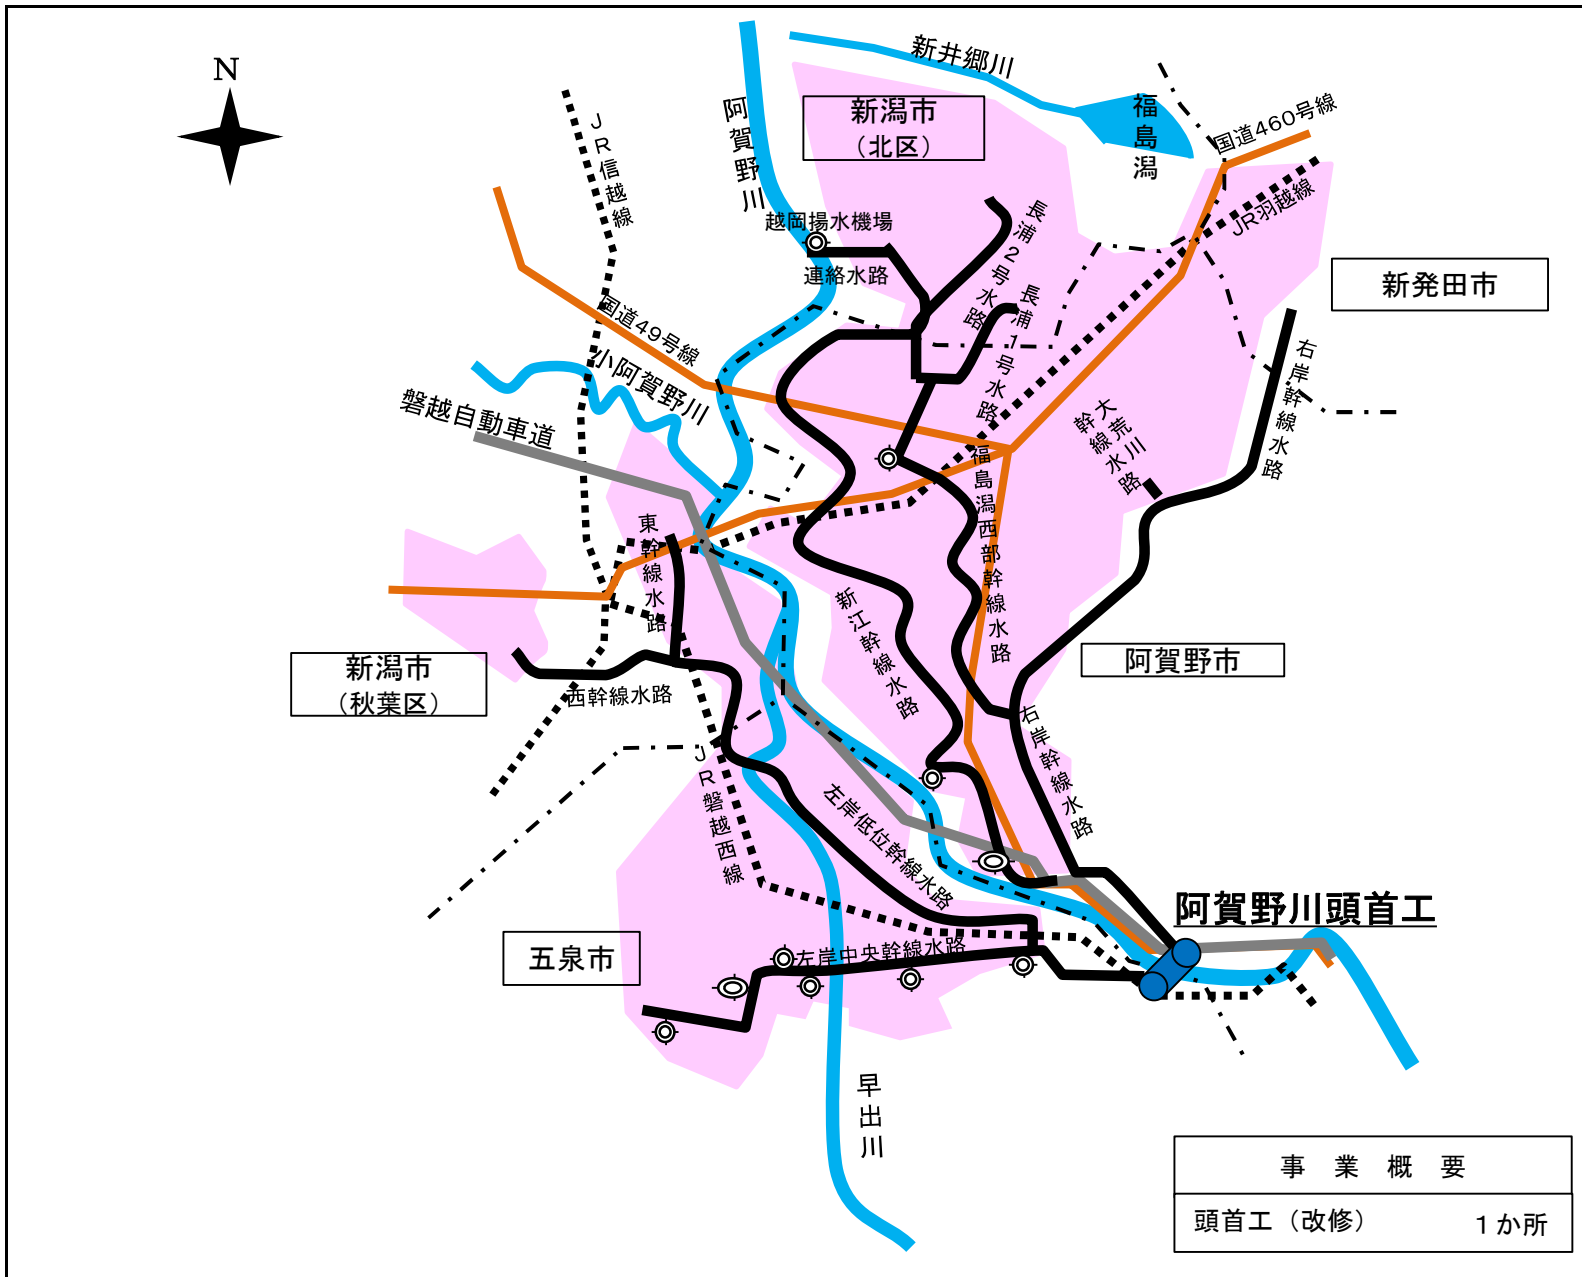 N
新井郷川
福島潟
国道460号線
新潟市
（北区）
阿賀野川
JR信越線
JR羽越線
越岡揚水機場
連絡水路
長浦2号水路
長浦1号水路
新発田市
国道49号線
小阿賀野川
磐越自動車道
右岸幹線水路
大荒川
幹線水路
福島潟西部幹線水路
東幹線水路
新江幹線水路
阿賀野市
新潟市
（秋葉区）
西幹線水路
右岸幹線水路
JR磐越西線
左岸低位幹線水路
阿賀野川頭首工
五泉市
左岸中央幹線水路
早出川
事　業　概　要
頭首工（改修）　１か所